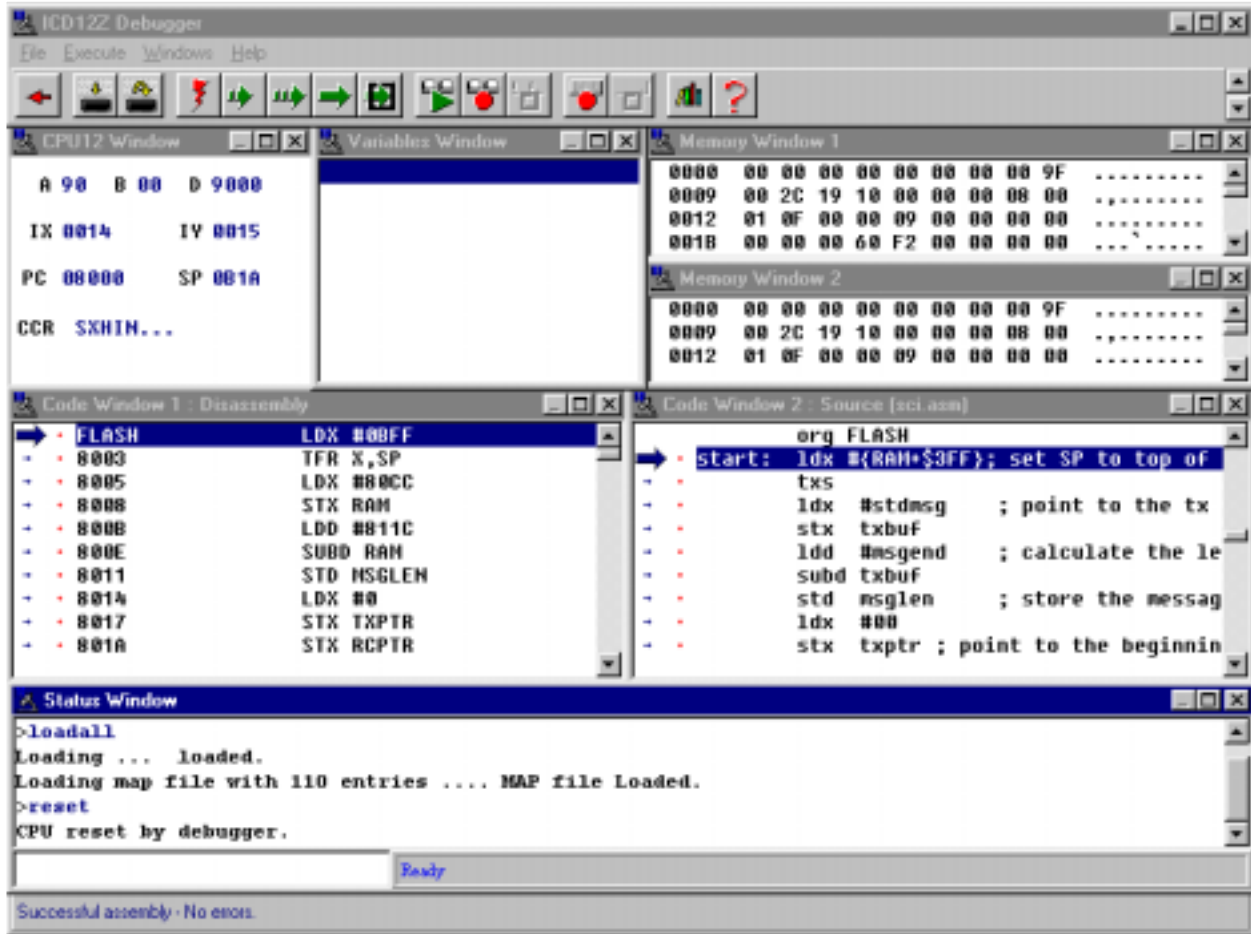 ICD12Z Debugger
File Execute Windows Help
CPU12 Window
A 90 B 00 D 9000
IX 0014 IY 0015
PC 08000 SP 0B1A
CCR SXHIN...
Variables Window
Memory Window 1
0000 00 00 00 00 00 00 00 00 9F .........
0009 00 2C 19 10 00 00 00 08 00 .,.......
0012 01 0F 00 00 09 00 00 00 00 .........
001B 00 00 00 60 F2 00 00 00 00 ...`.....
Memory Window 2
0000 00 00 00 00 00 00 00 00 9F .........
0009 00 2C 19 10 00 00 00 08 00 .,.......
0012 01 0F 00 00 09 00 00 00 00 .........
Code Window 1 : Disassembly
FLASH LDX #0BFF
8003 TFR X,SP
8005 LDX #80CC
8008 STX RAM
800B LDD #811C
800E SUBD RAM
8011 STD MSGLEN
8014 LDX #0
8017 STX TXPTR
801A STX RCPTR
Code Window 2 : Source (sci.asm)
org FLASH
start: ldx #{RAM+$3FF}; set SP to top of
txs
ldx #stdmsg ; point to the tx
stx txbuf
ldd #msgend ; calculate the le
subd txbuf
std msglen ; store the messag
ldx #00
stx txptr ; point to the beginnin
Status Window
>loadall
Loading ... loaded.
Loading map file with 110 entries .... MAP file Loaded.
>reset
CPU reset by debugger.
Ready
Successful assembly - No errors.